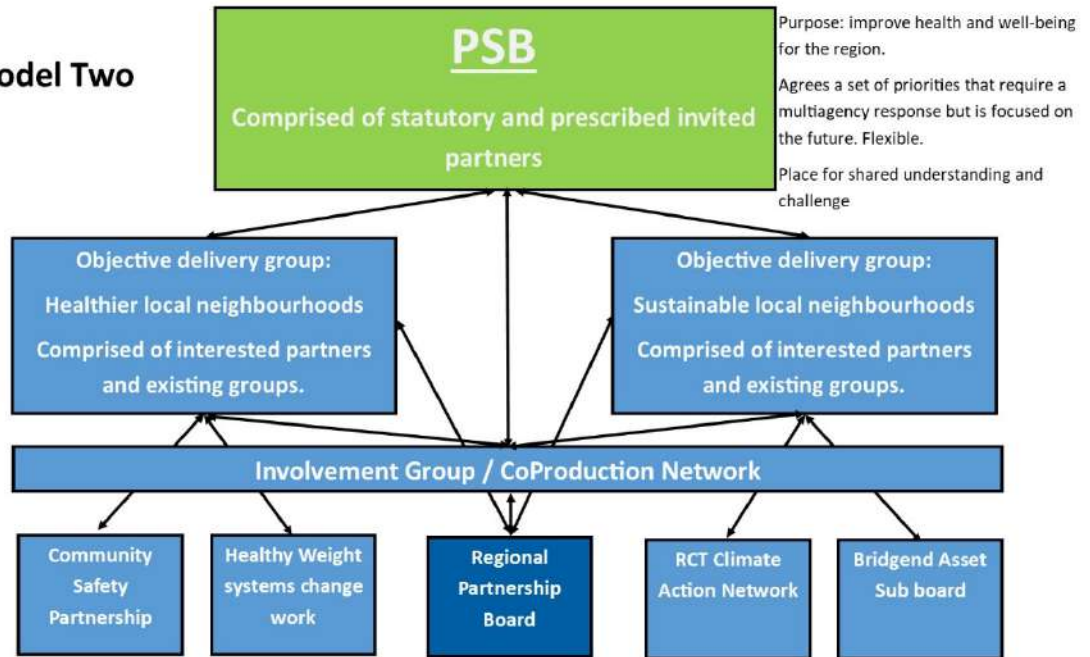 odel Two
PSB
Comprised of statutory and prescribed invited
partners
Purpose: improve health and well-being
for the region.
Agrees a set of priorities that require a
multiagency response but is focused on
the future. Flexible.
Place for shared understanding and
challenge
Objective delivery group:
Healthier local neighbourhoods
Comprised of interested partners
and existing groups.
Objective delivery group:
Sustainable local neighbourhoods
Comprised of interested partners
and existing groups.
Involvement Group / CoProduction Network
Community
Safety
Partnership
Healthy Weight
systems change
work
Regional
Partnership
Board
RCT Climate
Action Network
Bridgend Asset
Sub board